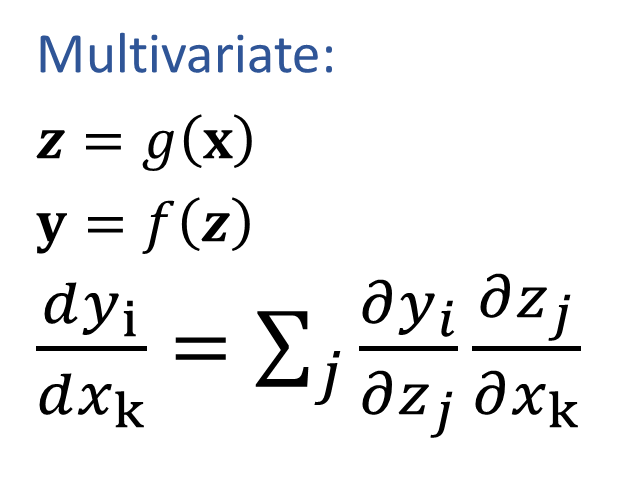 Multivariate:
𝒛 = 𝑔(𝐱)
𝐲 = 𝑓(𝒛)
𝑑𝑦ᵢ/𝑑𝑥ₖ = ∑ⱼ 𝜕𝑦ᵢ/𝜕𝑧ⱼ 𝜕𝑧ⱼ/𝜕𝑥ₖ